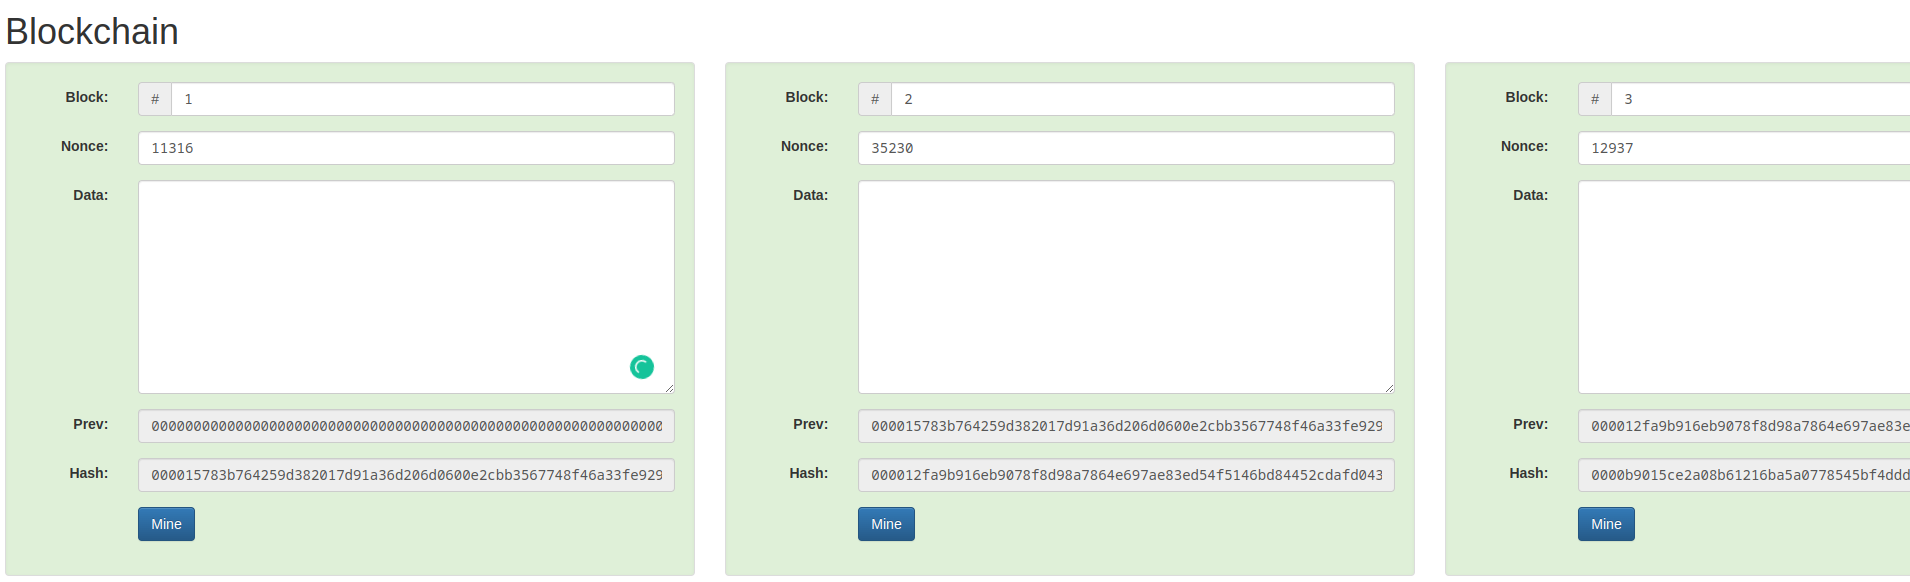 Blockchain
Block: # 1
Nonce: 11316
Data:
Prev: 0000000000000000000000000000000000000000000000000000000000000
Hash: 000015783b764259d382017d91a36d206d0600e2cbb3567748f46a33fe929
Mine
Block: # 2
Nonce: 35230
Data:
Prev: 000015783b764259d382017d91a36d206d0600e2cbb3567748f46a33fe929
Hash: 000012fa9b916eb9078f8d98a7864e697ae83ed54f5146bd84452cdafd043
Mine
Block: # 3
Nonce: 12937
Data:
Prev: 000012fa9b916eb9078f8d98a7864e697ae83e
Hash: 0000b9015ce2a08b61216ba5a0778545bf4ddd
Mine